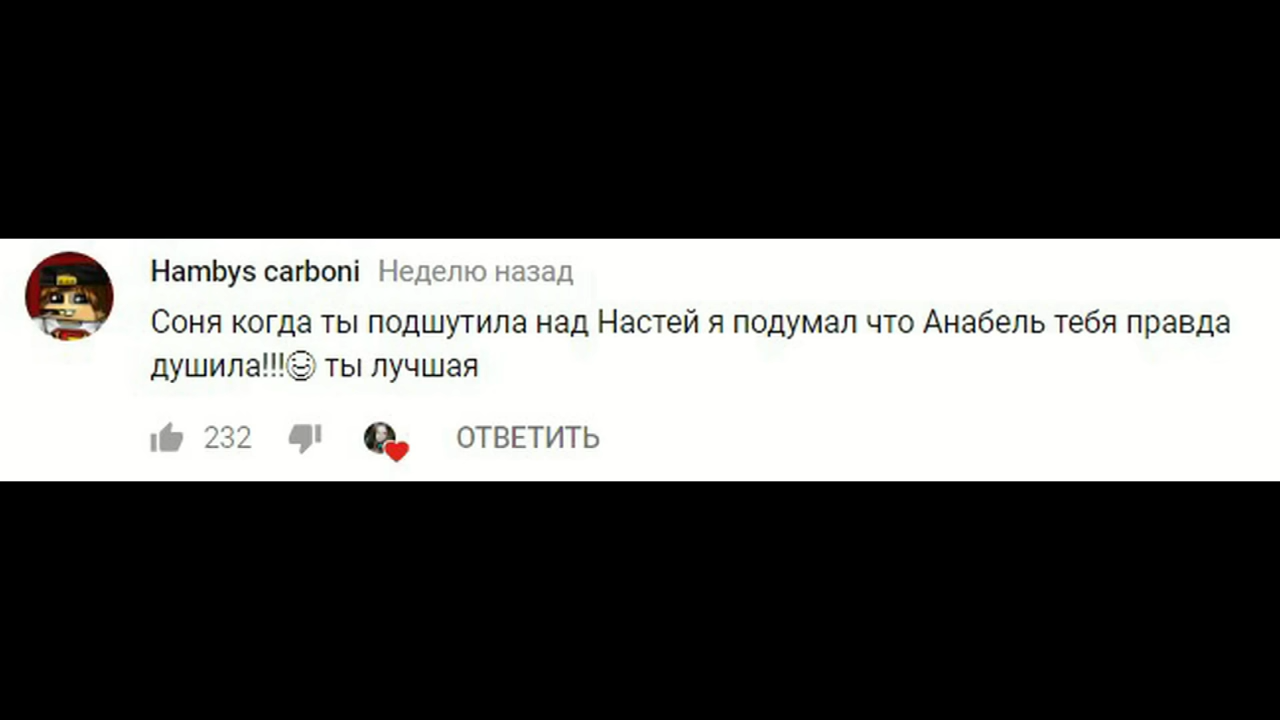 Hambys carboni Неделю назад
Соня когда ты подшутила над Настей я подумал что Анабель тебя правда
душила!!!😆 ты лучшая
232 ОТВЕТИТЬ